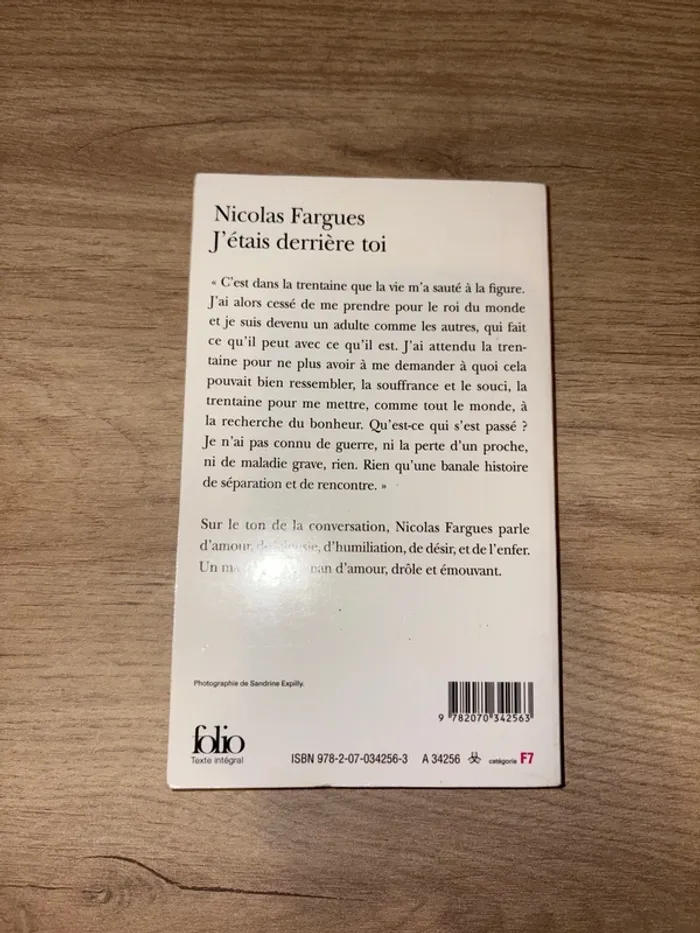 Nicolas Fargues
J'étais derrière toi
« C'est dans la trentaine que la vie m'a sauté à la figure.
J'ai alors cessé de me prendre pour le roi du monde
et je suis devenu un adulte comme les autres, qui fait
ce qu'il peut avec ce qu'il est. J'ai attendu la tren-
taine pour ne plus avoir à me demander à quoi cela
pouvait bien ressembler, la souffrance et le souci, la
trentaine pour me mettre, comme tout le monde, à
la recherche du bonheur. Qu'est-ce qui s'est passé ?
Je n'ai pas connu de guerre, ni la perte d'un proche,
ni de maladie grave, rien. Rien qu'une banale histoire
de séparation et de rencontre. »
Sur le ton de la conversation, Nicolas Fargues parle
d'amour, de jalousie, d'humiliation, de désir, et de l'enfer.
Un d'amour, drôle et émouvant.
Photographie de Sandrine Expilly.
9 782070 342563
folio
Texte intégral
ISBN 978-2-07-034256-3 A 34256 catégorie F7